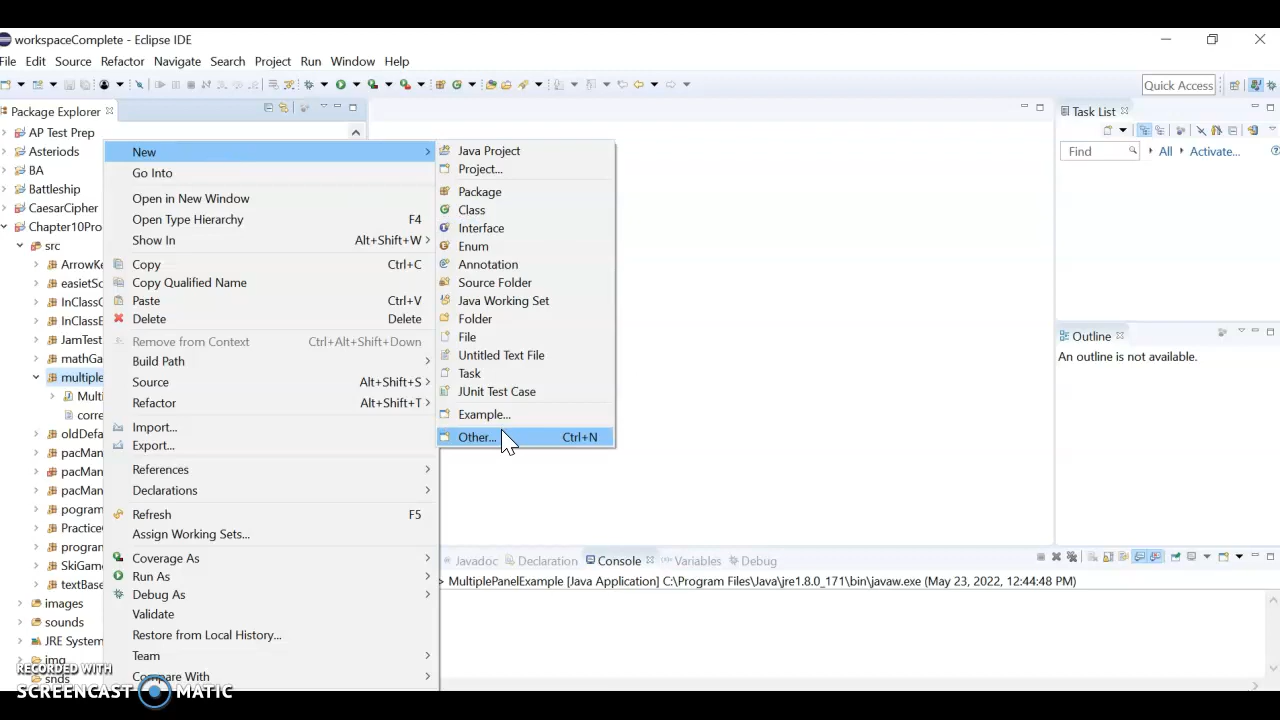 workspaceComplete - Eclipse IDE
File Edit Source Refactor Navigate Search Project Run Window Help
Quick Access
Package Explorer
AP Test Prep
Asteriods
BA
Battleship
CaesarCipher
Chapter10Pro
src
ArrowKe
easietSc
InClassC
InClassE
JamTest
mathGa
multiple
Multi
corre
oldDefa
pacMan
pacMan
pacMan
pogram
Practice
program
SkiGame
textBase
images
sounds
JRE System
img
snds
New
Go Into
Open in New Window
Open Type Hierarchy F4
Show In Alt+Shift+W
Copy Ctrl+C
Copy Qualified Name
Paste Ctrl+V
Delete Delete
Remove from Context Ctrl+Alt+Shift+Down
Build Path
Source Alt+Shift+S
Refactor Alt+Shift+T
Import...
Export...
References
Declarations
Refresh F5
Assign Working Sets...
Coverage As
Run As
Debug As
Validate
Restore from Local History...
Team
Compare With
Java Project
Project...
Package
Class
Interface
Enum
Annotation
Source Folder
Java Working Set
Folder
File
Untitled Text File
Task
JUnit Test Case
Example...
Other... Ctrl+N
Task List
Find All Activate...
Outline
An outline is not available.
Javadoc Declaration Console Variables Debug
MultiplePanelExample [Java Application] C:\Program Files\Java\jre1.8.0_171\bin\javaw.exe (May 23, 2022, 12:44:48 PM)
RECORDED WITH
SCREENCAST MATIC